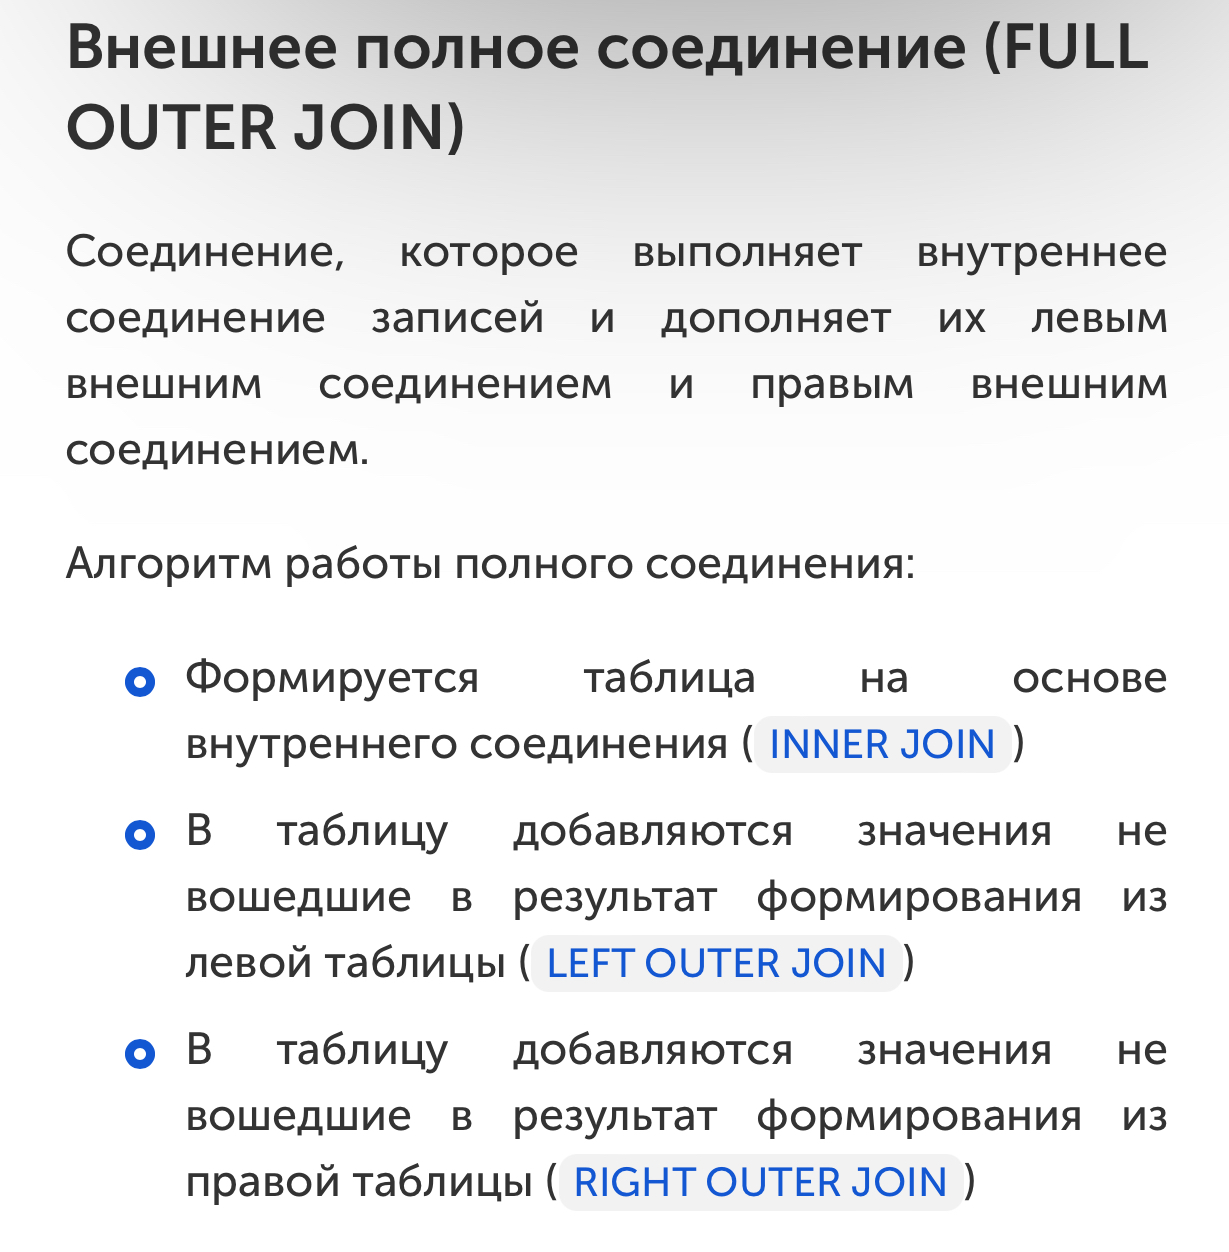 Внешнее полное соединение (FULL
OUTER JOIN)
Соединение, которое выполняет внутреннее
соединение записей и дополняет их левым
внешним соединением и правым внешним
соединением.
Алгоритм работы полного соединения:
Формируется таблица на основе
внутреннего соединения (INNER JOIN)
В таблицу добавляются значения не
вошедшие в результат формирования из
левой таблицы (LEFT OUTER JOIN)
В таблицу добавляются значения не
вошедшие в результат формирования из
правой таблицы (RIGHT OUTER JOIN)